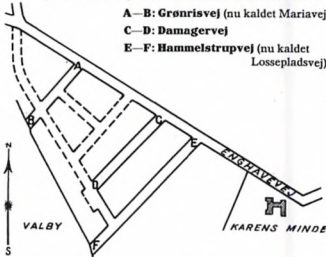 A—B: Grønrisvej (nu kaldet Mariavej
C—D: Damagervej
E—F: Hammelstrupvej (nu kaldet
Lossepladsvej)
A
B
C
E
D
F
ENGHAVEVEJ
N
S
VALBY
KARENS MINDE